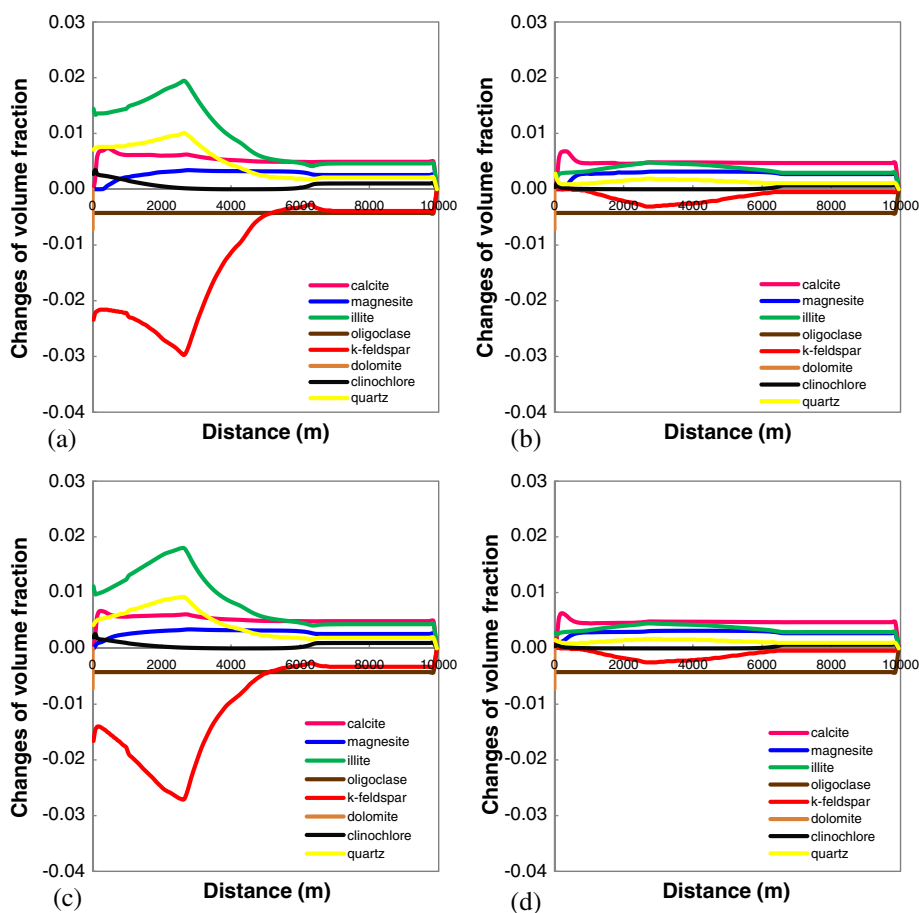 0.03
0.02
0.01
0.00
-0.01
-0.02
-0.03
-0.04
Changes of volume fraction
0 2000 4000 6000 8000 10000
calcite
magnesite
illite
oligoclase
k-feldspar
dolomite
clinochlore
quartz
(a)
Distance (m)
0.03
0.02
0.01
0.00
-0.01
-0.02
-0.03
-0.04
Changes of volume fraction
0 2000 4000 6000 8000 10000
calcite
magnesite
illite
oligoclase
k-feldspar
dolomite
clinochlore
quartz
(b)
Distance (m)
0.03
0.02
0.01
0.00
-0.01
-0.02
-0.03
-0.04
Changes of volume fraction
0 2000 4000 6000 8000 10000
calcite
magnesite
illite
oligoclase
k-feldspar
dolomite
clinochlore
quartz
(c)
Distance (m)
0.03
0.02
0.01
0.00
-0.01
-0.02
-0.03
-0.04
Changes of volume fraction
0 2000 4000 6000 8000 10000
calcite
magnesite
illite
oligoclase
k-feldspar
dolomite
clinochlore
quartz
(d)
Distance (m)